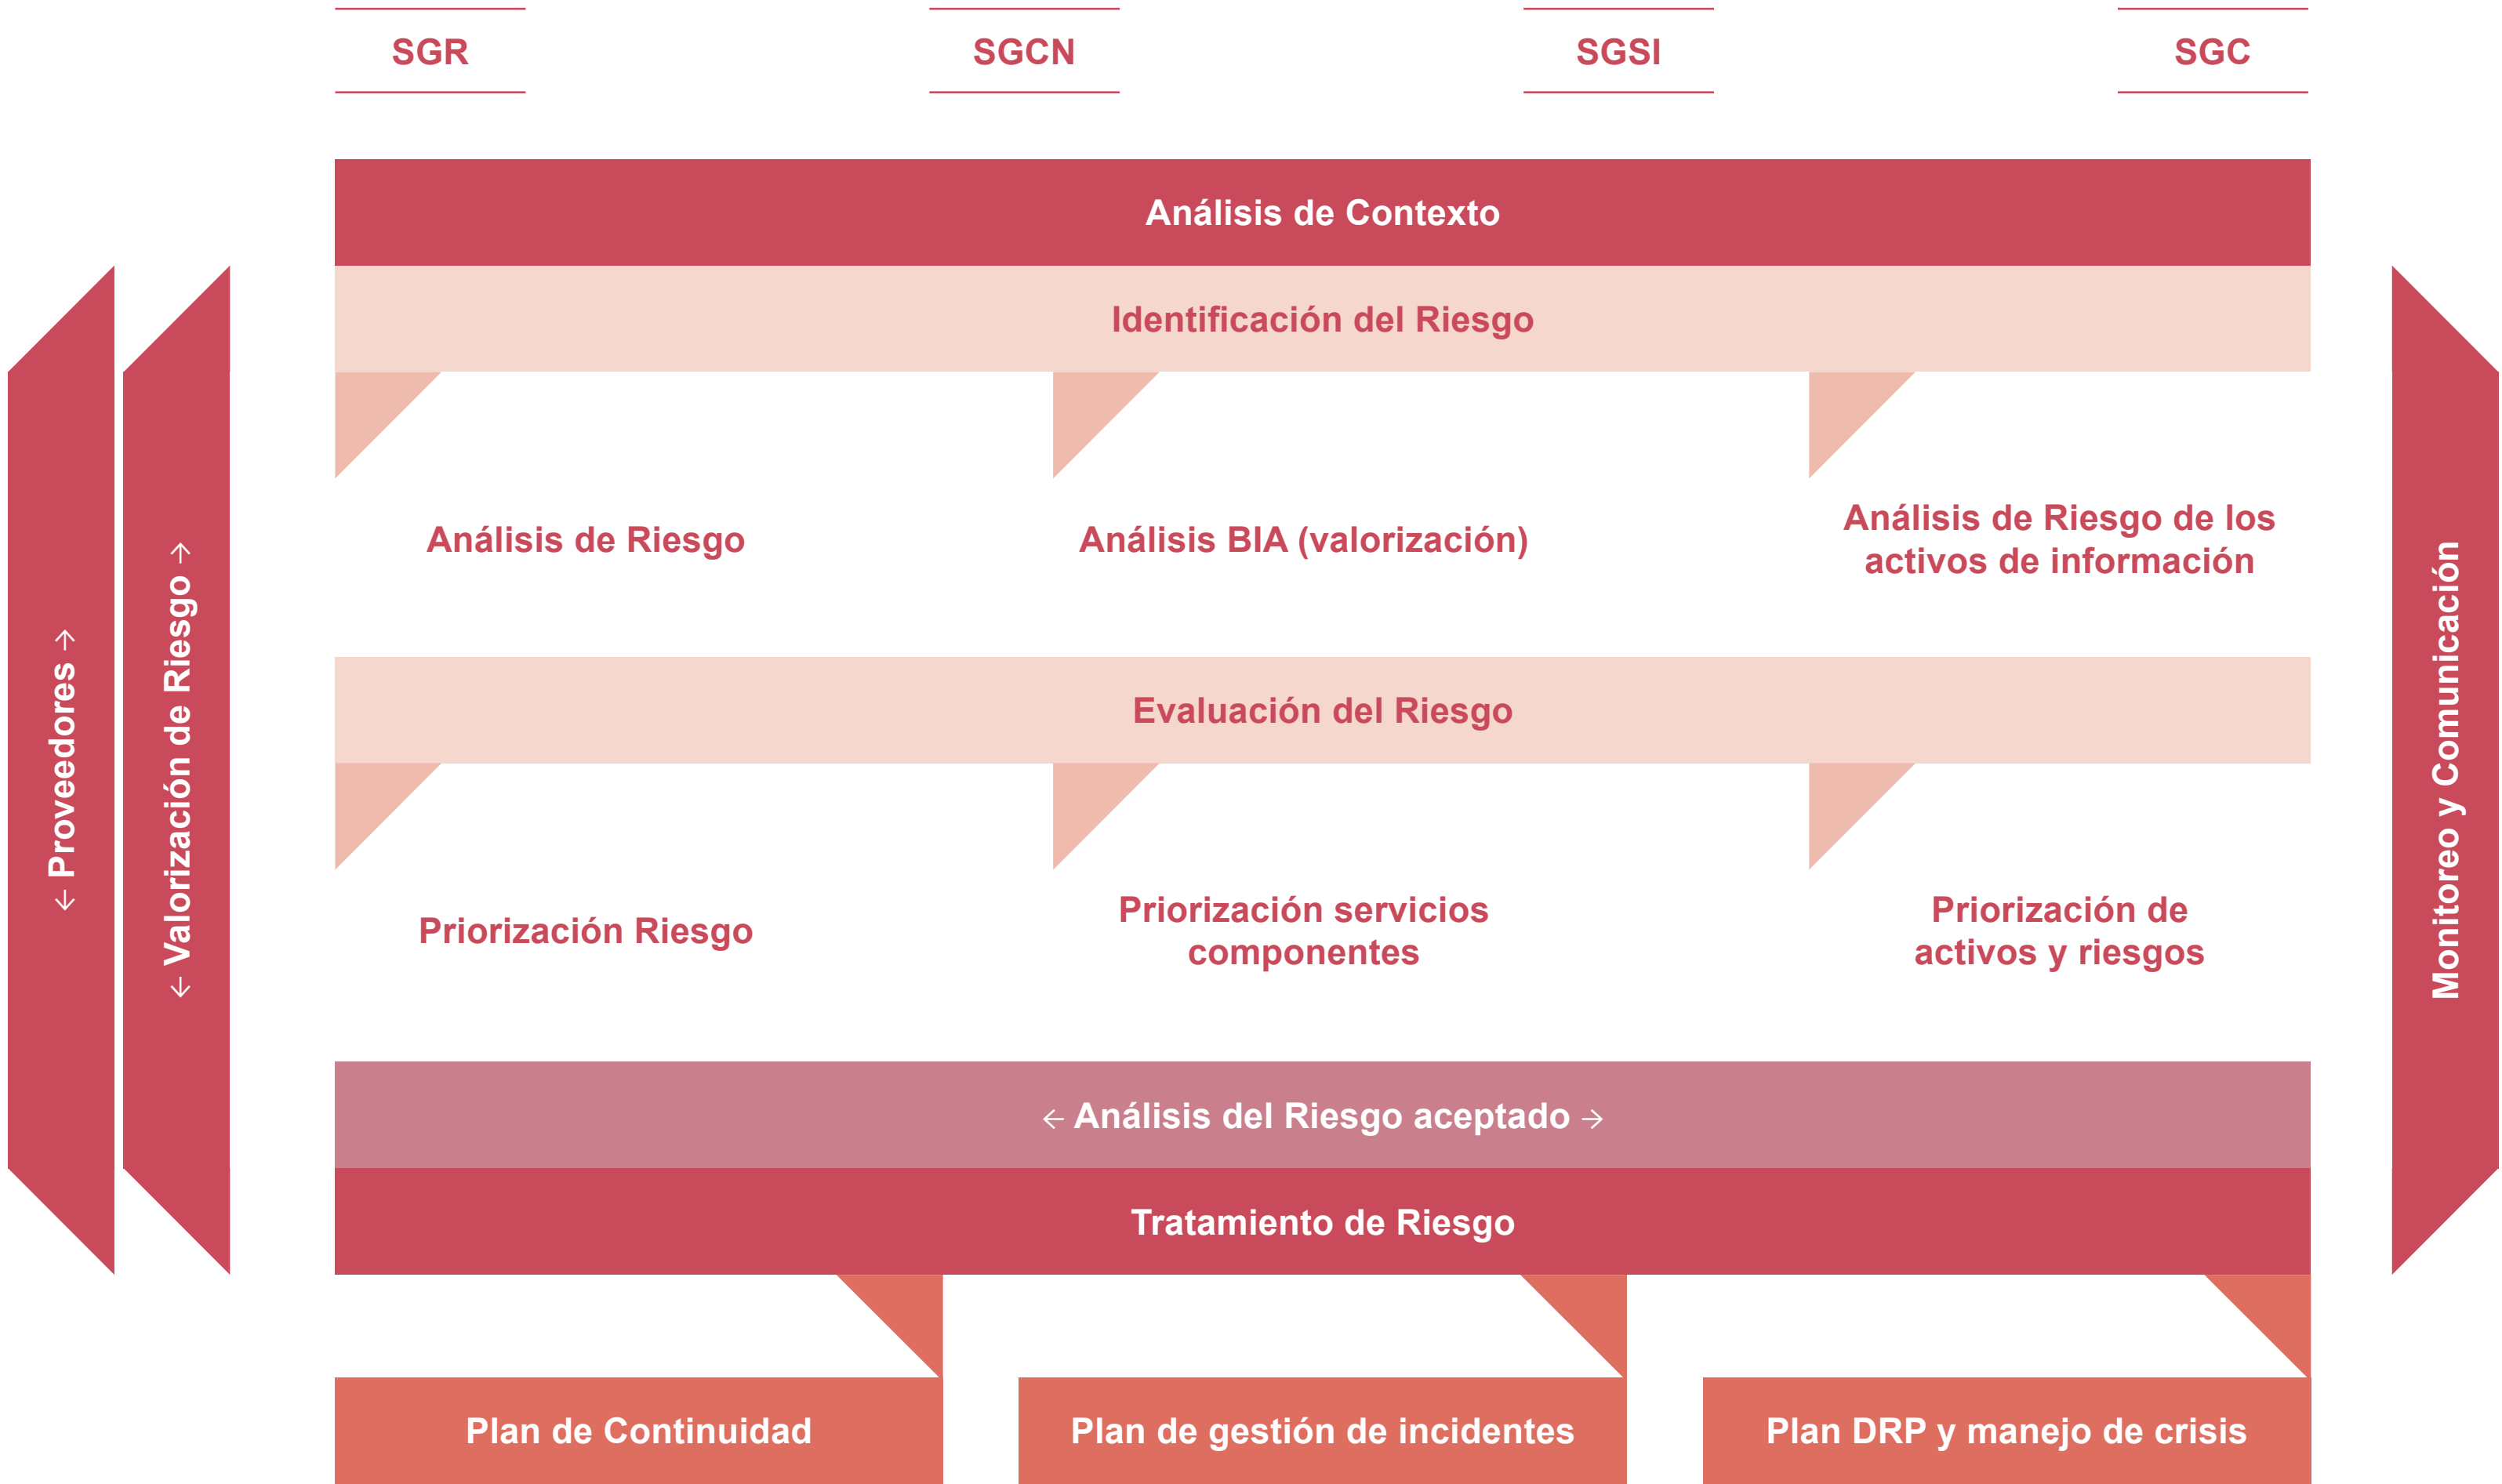 SGR
SGCN
SGSI
SGC
Análisis de Contexto
Identificación del Riesgo
Análisis de Riesgo
Análisis BIA (valorización)
Análisis de Riesgo de los
activos de información
Evaluación del Riesgo
Priorización Riesgo
Priorización servicios
componentes
Priorización de
activos y riesgos
← Análisis del Riesgo aceptado →
Tratamiento de Riesgo
Plan de Continuidad
Plan de gestión de incidentes
Plan DRP y manejo de crisis
← Proveedores →
← Valorización de Riesgo →
Monitoreo y Comunicación